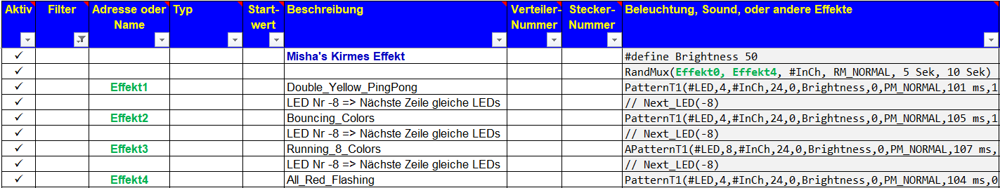 Aktiv Filter Adresse oder Name Typ Start-wert Beschreibung Verteiler-Nummer Stecker-Nummer Beleuchtung, Sound, oder andere Effekte
✓ Misha's Kirmes Effekt #define Brightness 50
✓ RandMux(Effekt0, Effekt4, #InCh, RM_NORMAL, 5 Sek, 10 Sek)
✓ Effekt1 Double_Yellow_PingPong PatternT1(#LED,4,#InCh,24,0,Brightness,0,PM_NORMAL,101 ms,1
✓ LED Nr -8 => Nächste Zeile gleiche LEDs // Next_LED(-8)
✓ Effekt2 Bouncing_Colors PatternT1(#LED,4,#InCh,24,0,Brightness,0,PM_NORMAL,105 ms,1
✓ LED Nr -8 => Nächste Zeile gleiche LEDs // Next_LED(-8)
✓ Effekt3 Running_8_Colors APatternT1(#LED,8,#InCh,24,0,Brightness,0,PM_NORMAL,107 ms,
✓ LED Nr -8 => Nächste Zeile gleiche LEDs // Next_LED(-8)
✓ Effekt4 All_Red_Flashing PatternT1(#LED,4,#InCh,24,0,Brightness,0,PM_NORMAL,104 ms,0